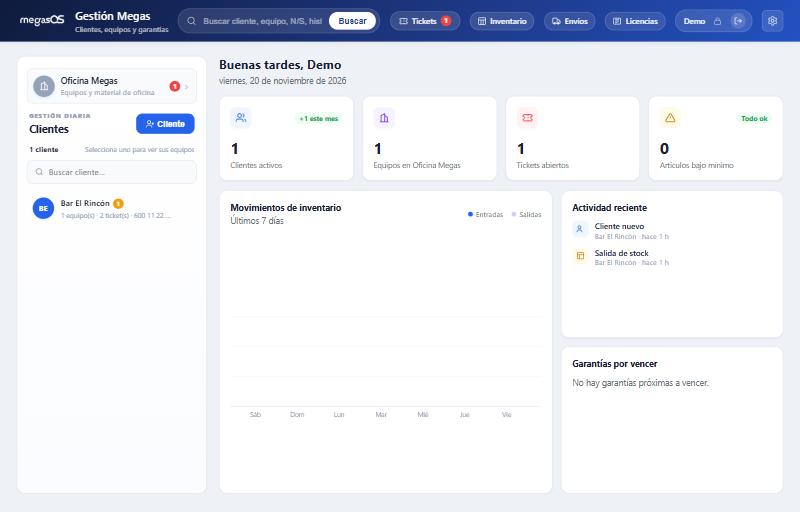 megasOS
Gestión Megas
Clientes, equipos y garantías
Buscar cliente, equipo, N/S, hist
Buscar
Tickets 1
Inventario
Envíos
Licencias
Demo
Oficina Megas
Equipos y material de oficina
1
GESTIÓN DIARIA
Clientes
Cliente
1 cliente
Selecciona uno para ver sus equipos
Buscar cliente...
BE
Bar El Rincón 1
1 equipo(s) · 2 ticket(s) · 600 11 22 ...
Buenas tardes, Demo
viernes, 20 de noviembre de 2026
+1 este mes
1
Clientes activos
1
Equipos en Oficina Megas
1
Tickets abiertos
Todo ok
0
Artículos bajo mínimo
Movimientos de inventario
Últimos 7 días
Entradas
Salidas
Sáb
Dom
Lun
Mar
Mié
Jue
Vie
Actividad reciente
Cliente nuevo
Bar El Rincón · hace 1 h
Salida de stock
Bar El Rincón · hace 1 h
Garantías por vencer
No hay garantías próximas a vencer.